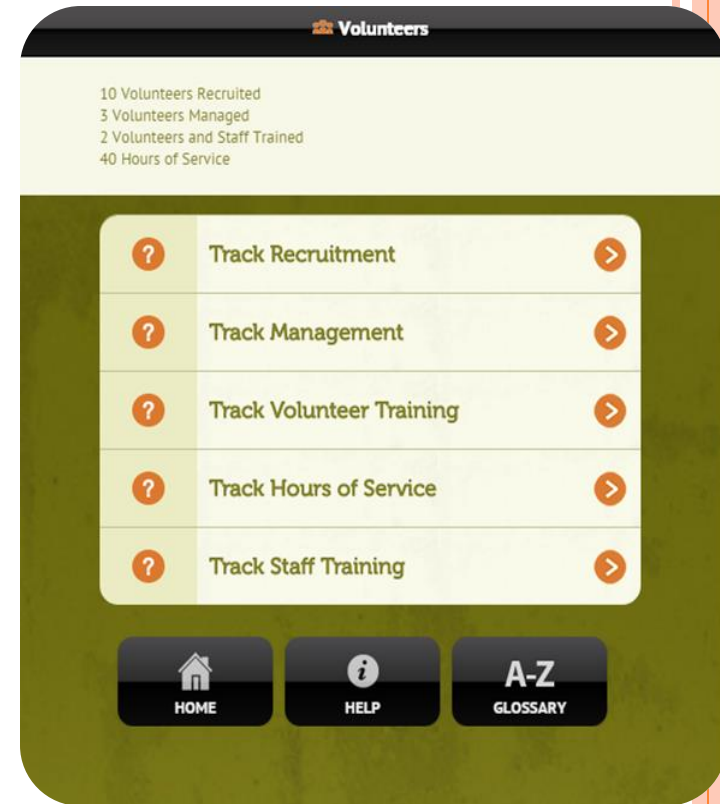 Volunteers
10 Volunteers Recruited
3 Volunteers Managed
2 Volunteers and Staff Trained
40 Hours of Service
? Track Recruitment >
? Track Management >
? Track Volunteer Training >
? Track Hours of Service >
? Track Staff Training >
i A-Z
HOME HELP GLOSSARY